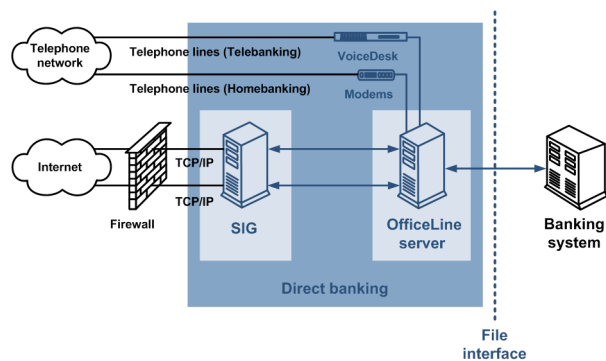 Telephone
network
Telephone lines (Telebanking)
VoiceDesk
Telephone lines (Homebanking)
Modems
Internet
TCP/IP
TCP/IP
Firewall
SIG
OfficeLine
server
Banking
system
Direct banking
File
interface